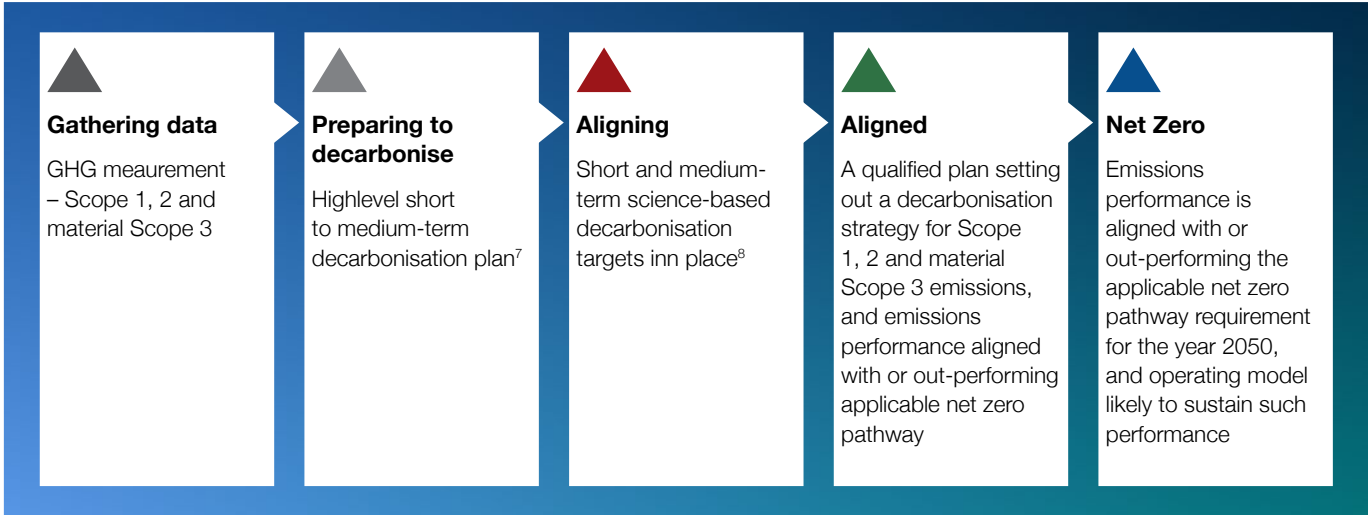 Gathering data
GHG meaurement
– Scope 1, 2 and
material Scope 3
Preparing to
decarbonise
Highlevel short
to medium-term
decarbonisation plan⁷
Aligning
Short and medium-
term science-based
decarbonisation
targets inn place⁸
Aligned
A qualified plan setting
out a decarbonisation
strategy for Scope
1, 2 and material
Scope 3 emissions,
and emissions
performance aligned
with or out-performing
applicable net zero
pathway
Net Zero
Emissions
performance is
aligned with or
out-performing the
applicable net zero
pathway requirement
for the year 2050,
and operating model
likely to sustain such
performance